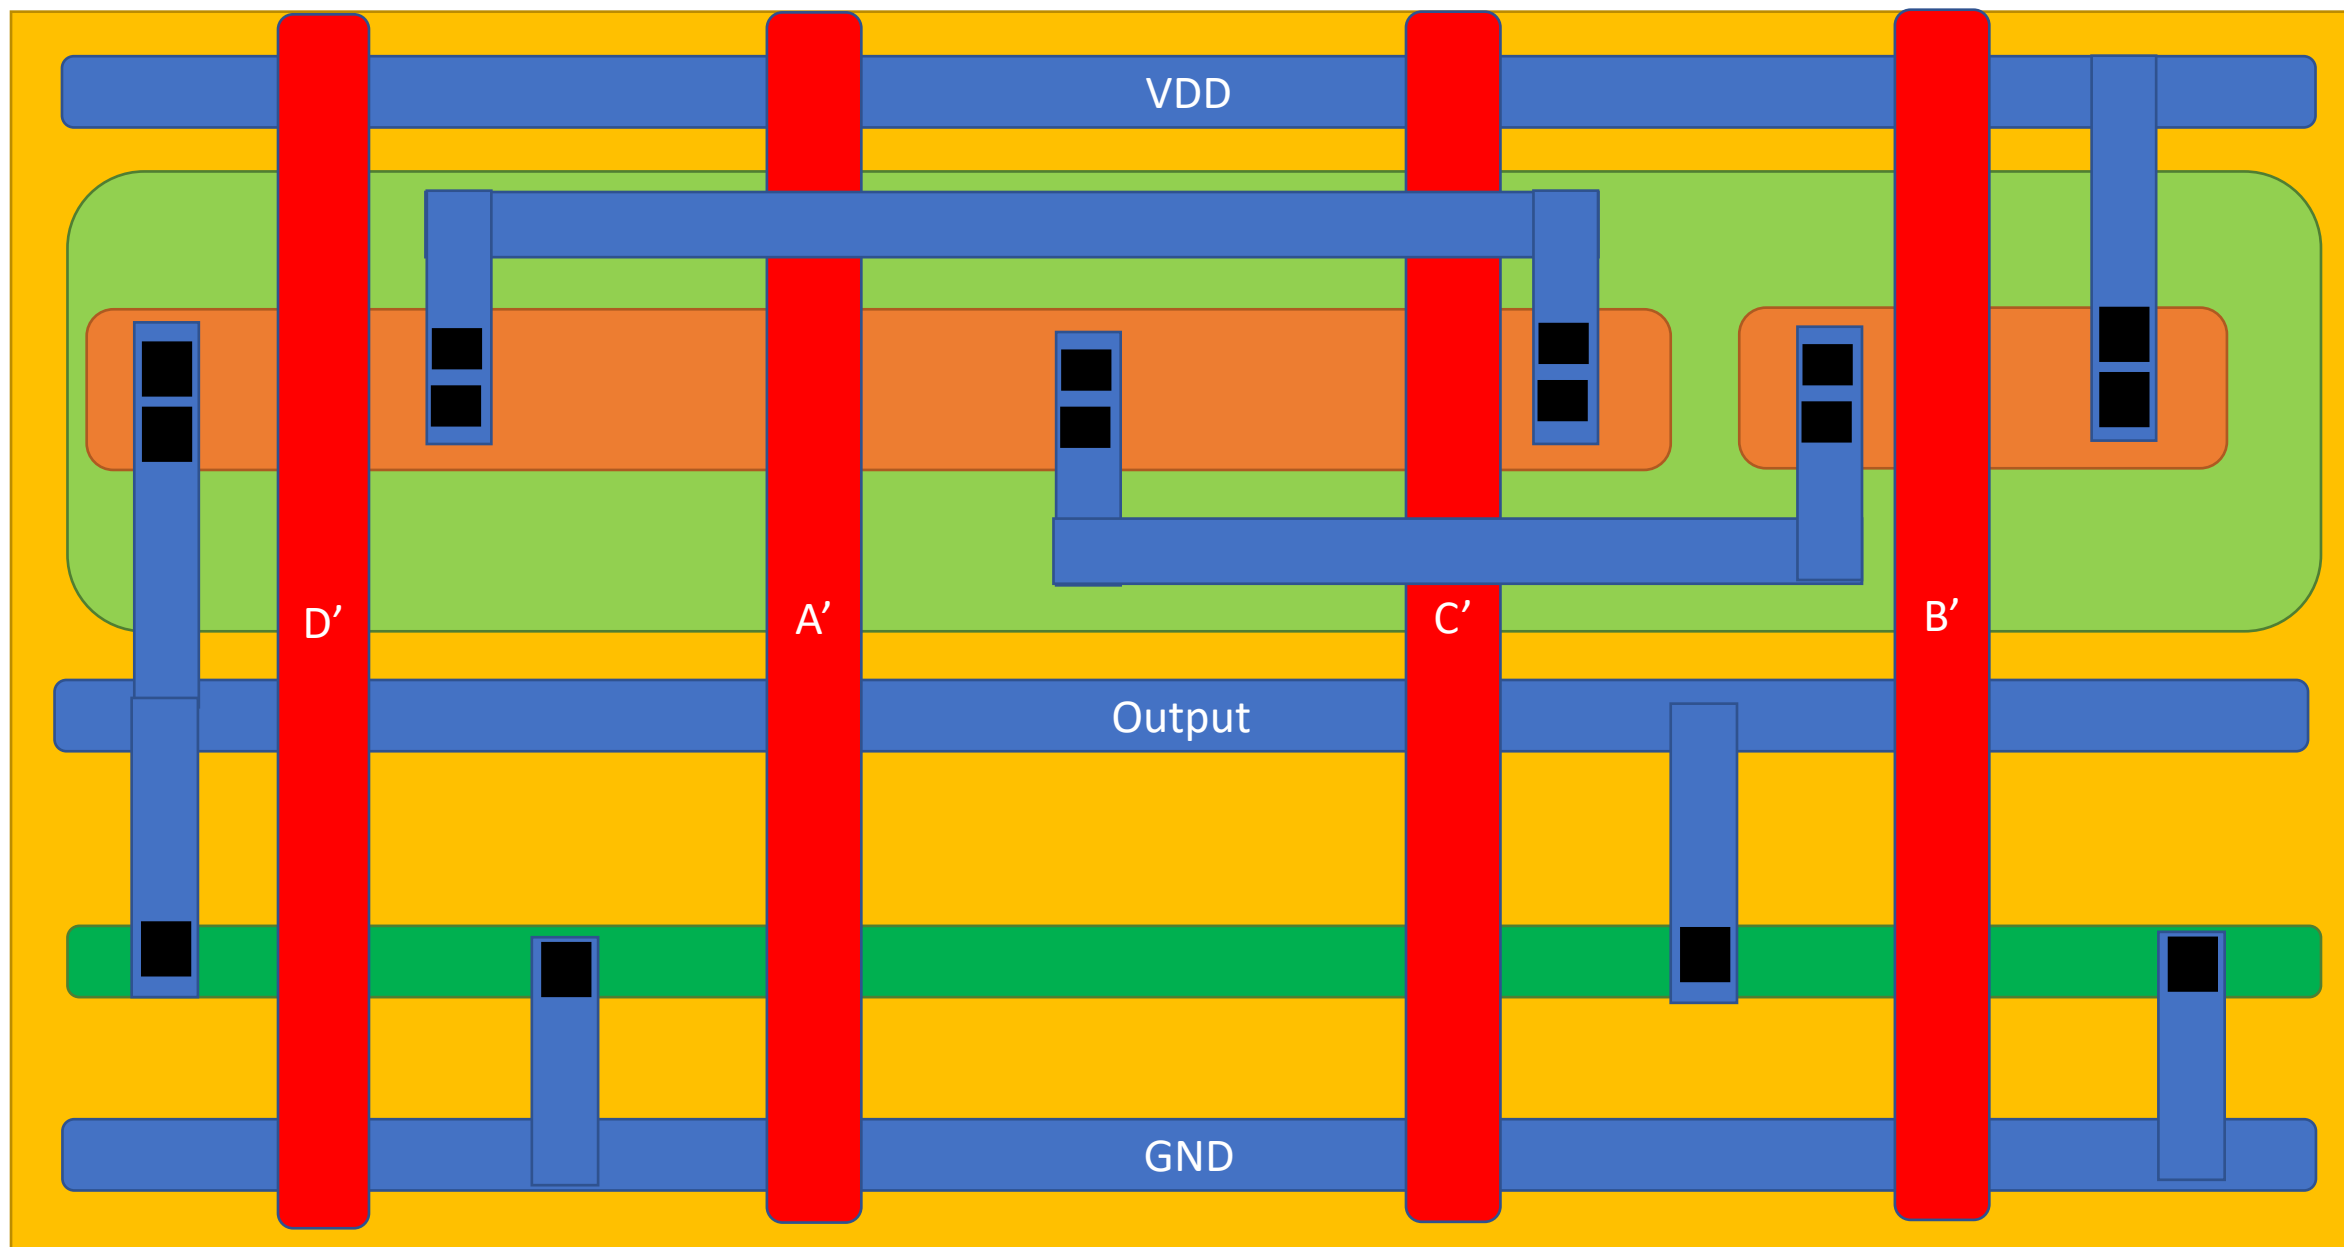 VDD
D’
A’
C’
B’
Output
GND